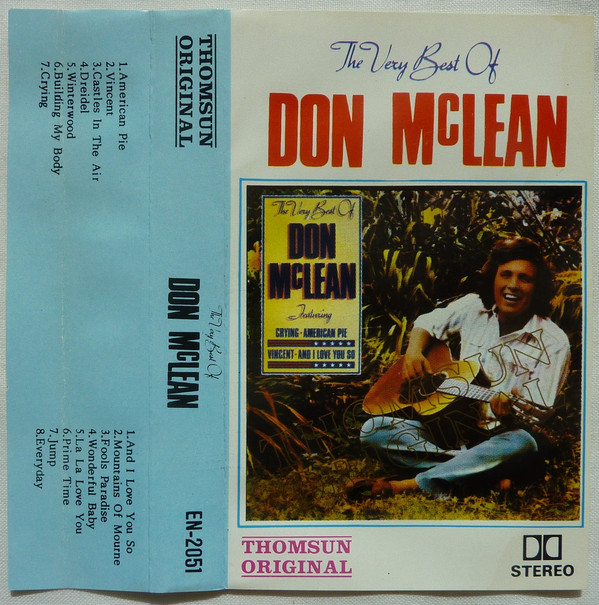 The Very Best Of
DON McLEAN
The Very Best Of
DON
McLEAN
Featuring
CRYING · AMERICAN PIE
VINCENT · AND I LOVE YOU SO
THOMSUN
ORIGINAL
THOMSUN
ORIGINAL
STEREO
THOMSUN
ORIGINAL
The Very Best Of
DON McLEAN
EN-2051
1.American Pie
2.Vincent
3.Castles In The Air
4.Dreidel
5.Winterwood
6.Building My Body
7.Crying
1.And I Love You So
2.Mountains Of Mourne
3.Fools Paradise
4.Wonderful Baby
5.La La Love You
6.Prime Time
7.Jump
8.Everyday